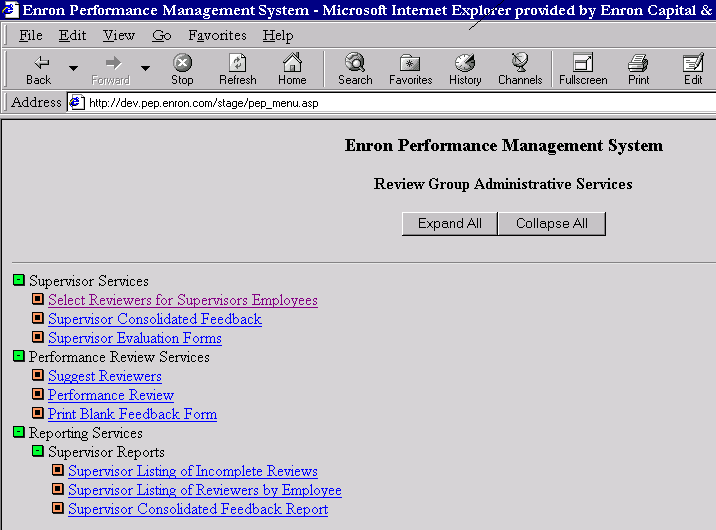 Enron Performance Management System - Microsoft Internet Explorer provided by Enron Capital &
File Edit View Go Favorites Help
Back Forward Stop Refresh Home Search Favorites History Channels Fullscreen Print Edit
Address http://dev.pep.enron.com/stage/pep_menu.asp
Enron Performance Management System
Review Group Administrative Services
Expand All Collapse All
Supervisor Services
Select Reviewers for Supervisors Employees
Supervisor Consolidated Feedback
Supervisor Evaluation Forms
Performance Review Services
Suggest Reviewers
Performance Review
Print Blank Feedback Form
Reporting Services
Supervisor Reports
Supervisor Listing of Incomplete Reviews
Supervisor Listing of Reviewers by Employee
Supervisor Consolidated Feedback Report